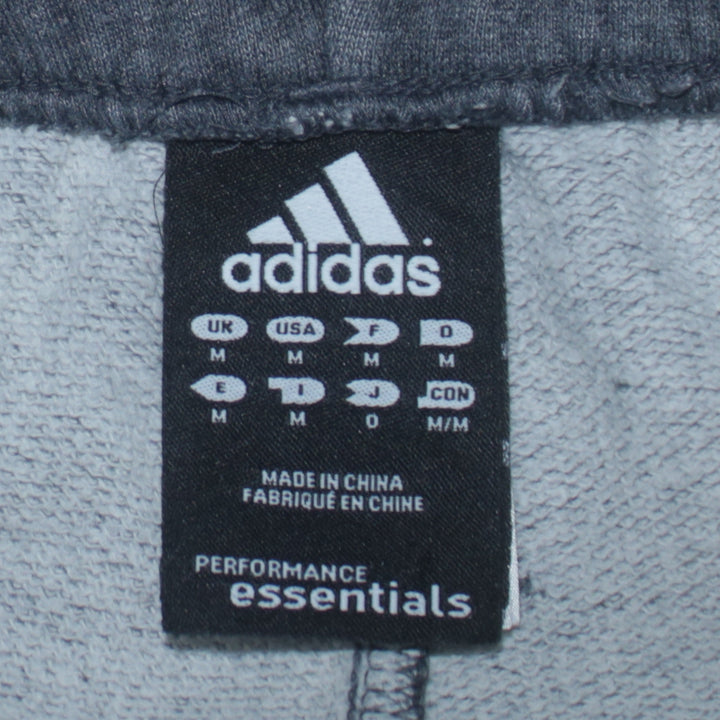 adidas
UK USA F D
M M M M
E I J CON
M M O M/M
MADE IN CHINA
FABRIQUÉ EN CHINE
PERFORMANCE
essentials